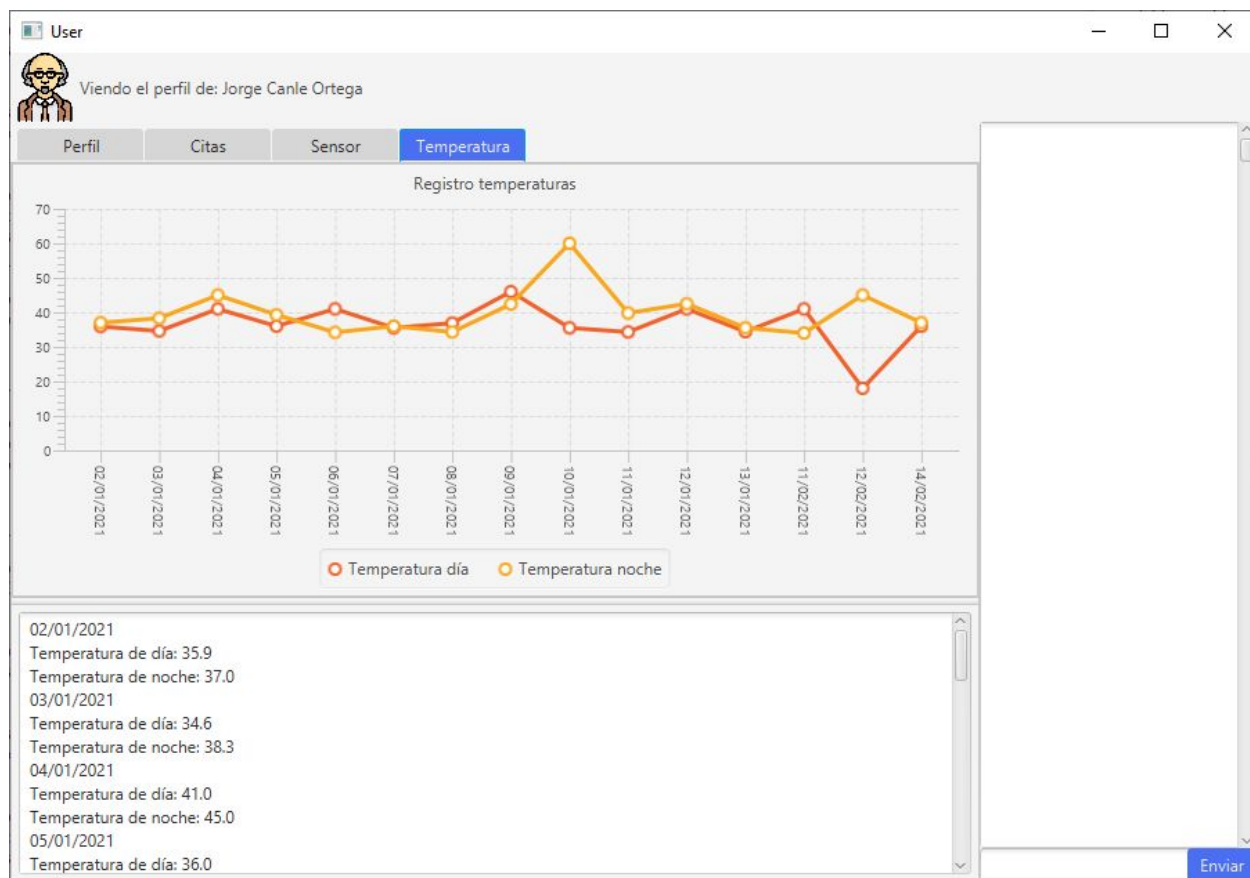 User
Viendo el perfil de: Jorge Canle Ortega
Perfil Citas Sensor Temperatura
Registro temperaturas
70
60
50
40
30
20
10
0
02/01/2021
03/01/2021
04/01/2021
05/01/2021
06/01/2021
07/01/2021
08/01/2021
09/01/2021
10/01/2021
11/01/2021
12/01/2021
13/01/2021
11/02/2021
12/02/2021
14/02/2021
Temperatura día Temperatura noche
02/01/2021
Temperatura de día: 35.9
Temperatura de noche: 37.0
03/01/2021
Temperatura de día: 34.6
Temperatura de noche: 38.3
04/01/2021
Temperatura de día: 41.0
Temperatura de noche: 45.0
05/01/2021
Temperatura de día: 36.0
Enviar